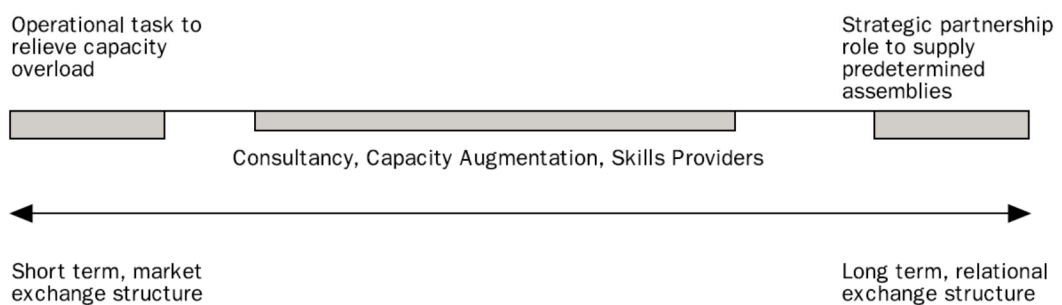 Operational task to
relieve capacity
overload
Strategic partnership
role to supply
predetermined
assemblies
Consultancy, Capacity Augmentation, Skills Providers
Short term, market
exchange structure
Long term, relational
exchange structure